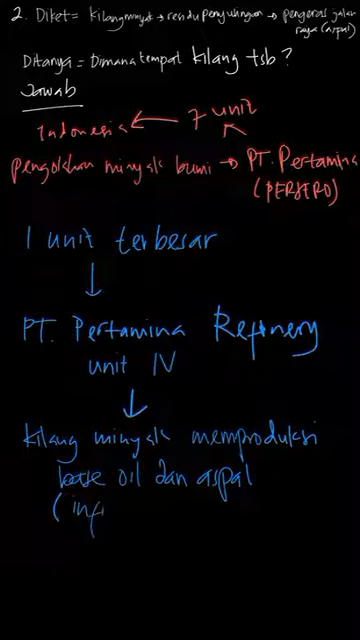 2. Diket = kilang minyak → residu penyulingan → pengeras jalan
raya (aspal)
Ditanya = Dimana tempat kilang tsb?
Jawab
Indonesia ← 7 unit
Pengolahan minyak bumi → PT. Pertamina
(PERSERO)
1 unit terbesar
↓
PT. Pertamina Refinery
unit IV
↓
kilang minyak memproduksi
base oil dan aspal
(inf